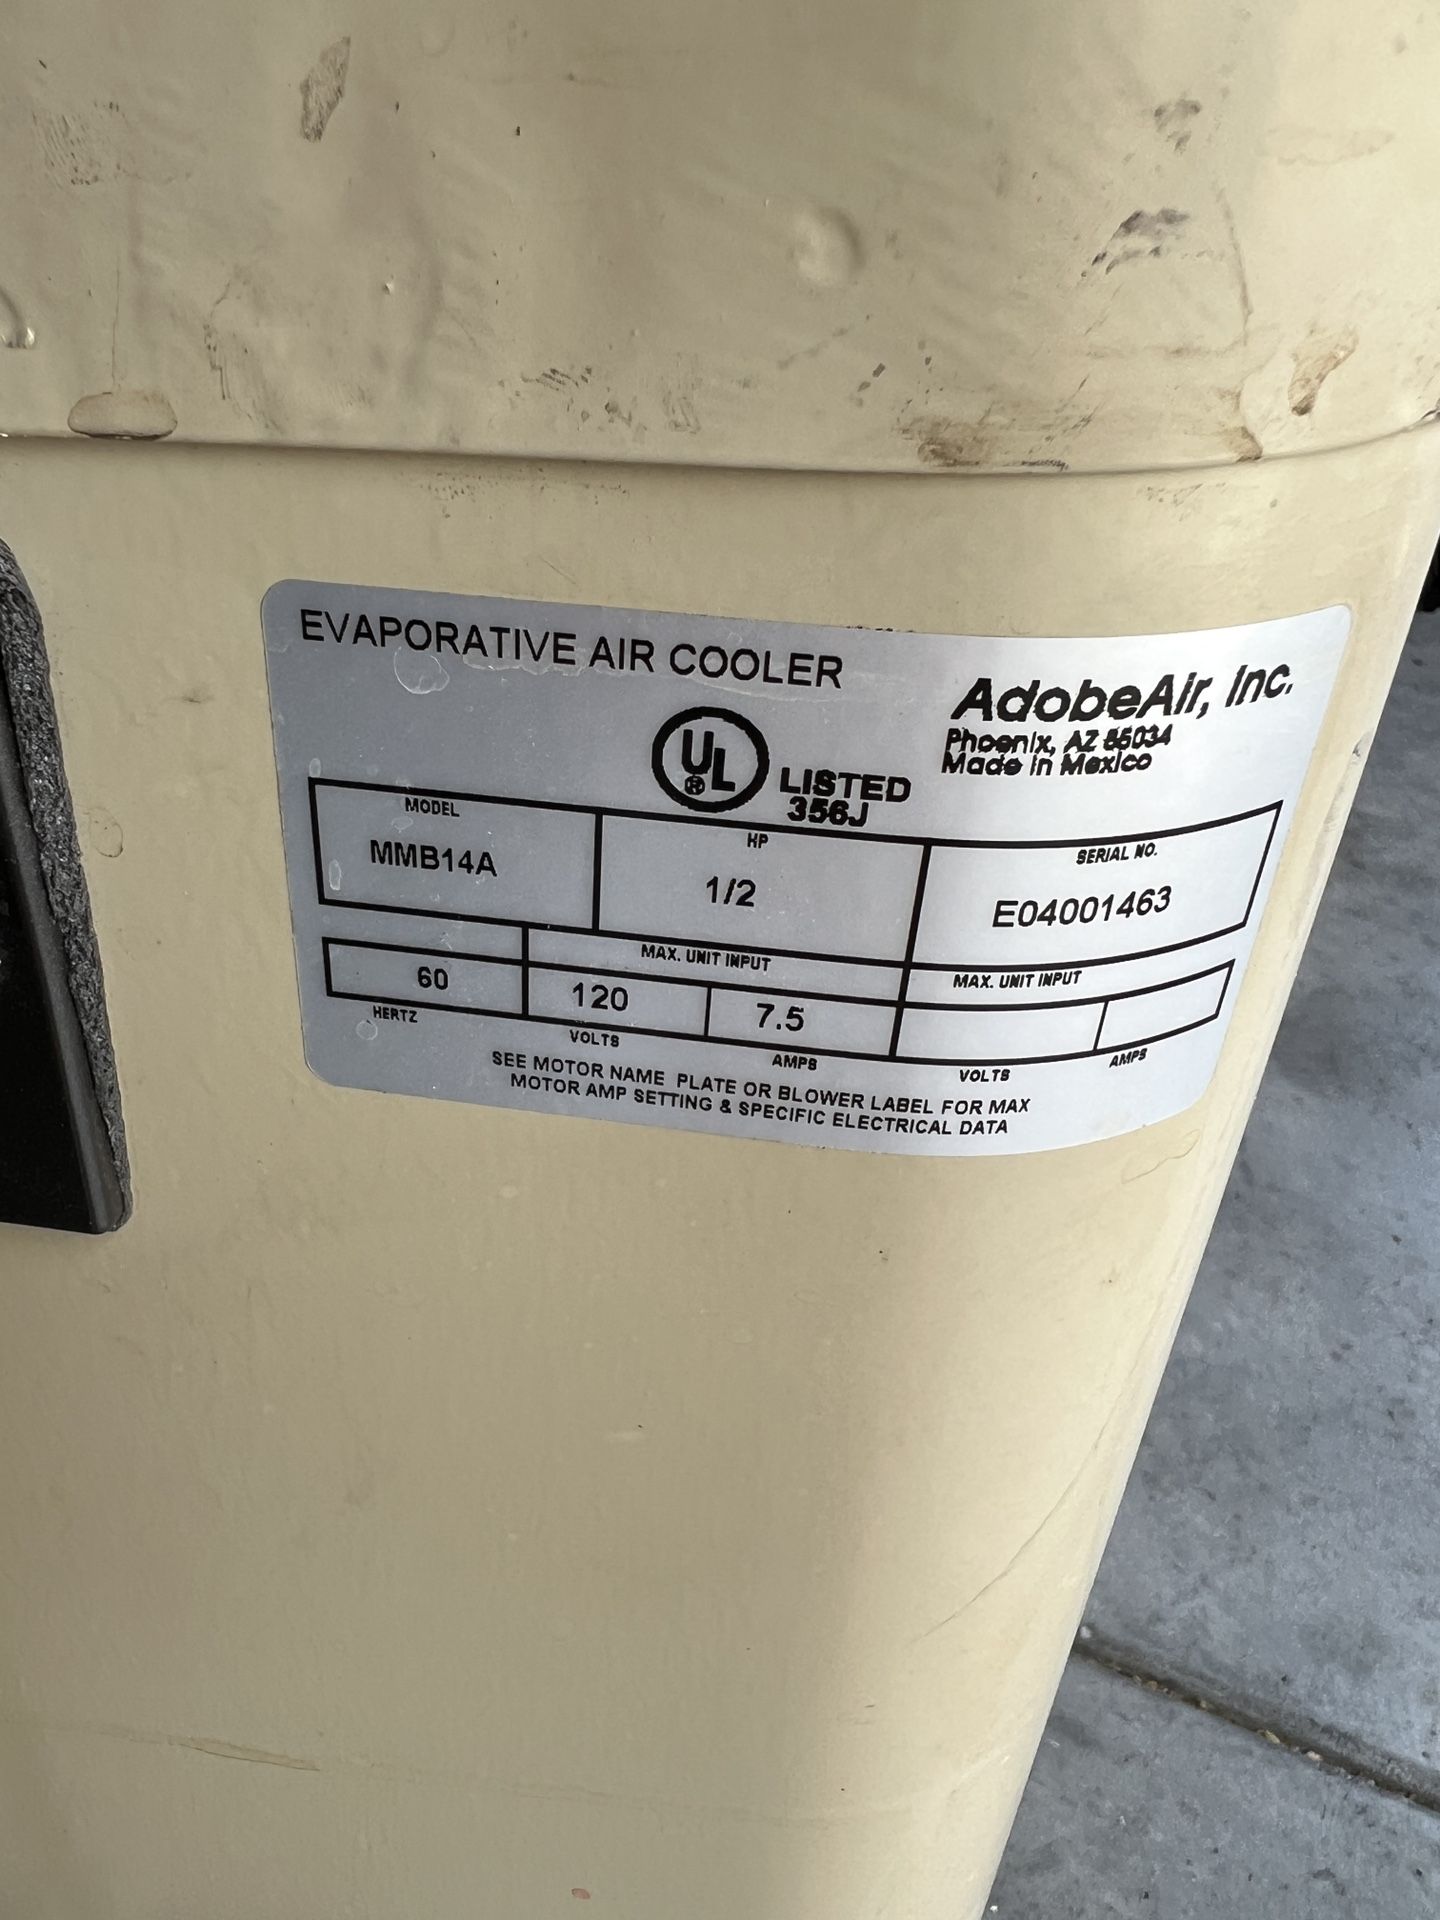 EVAPORATIVE AIR COOLER
AdobeAir, Inc.
Phoenix, AZ 85034
Made in Mexico
UL
®
LISTED
356J
MODEL
MMB14A
HP
1/2
SERIAL NO.
E04001463
MAX. UNIT INPUT
MAX. UNIT INPUT
60
120
7.5
HERTZ
VOLTS
AMPS
VOLTS
AMPS
SEE MOTOR NAME PLATE OR BLOWER LABEL FOR MAX
MOTOR AMP SETTING & SPECIFIC ELECTRICAL DATA